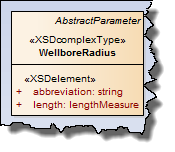 AbstractParameter
«XSDcomplexType»
WellboreRadius
«XSDelement»
+ abbreviation: string
+ length: lengthMeasure